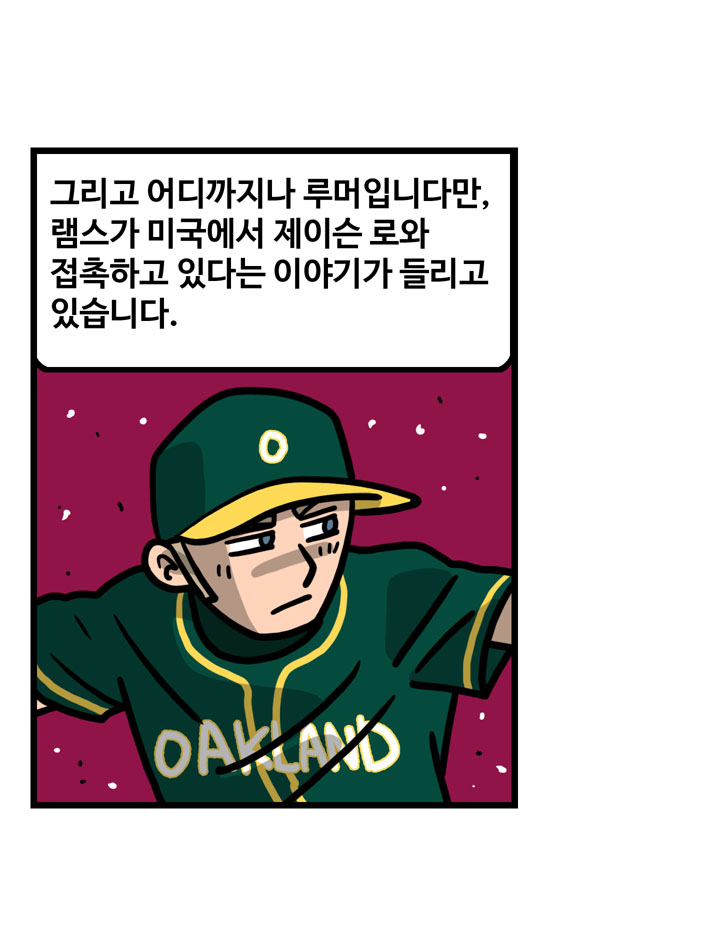 그리고 어디까지나 루머입니다만,
램스가 미국에서 제이슨 로와
접촉하고 있다는 이야기가 들리고
있습니다.
O
OAKLAND